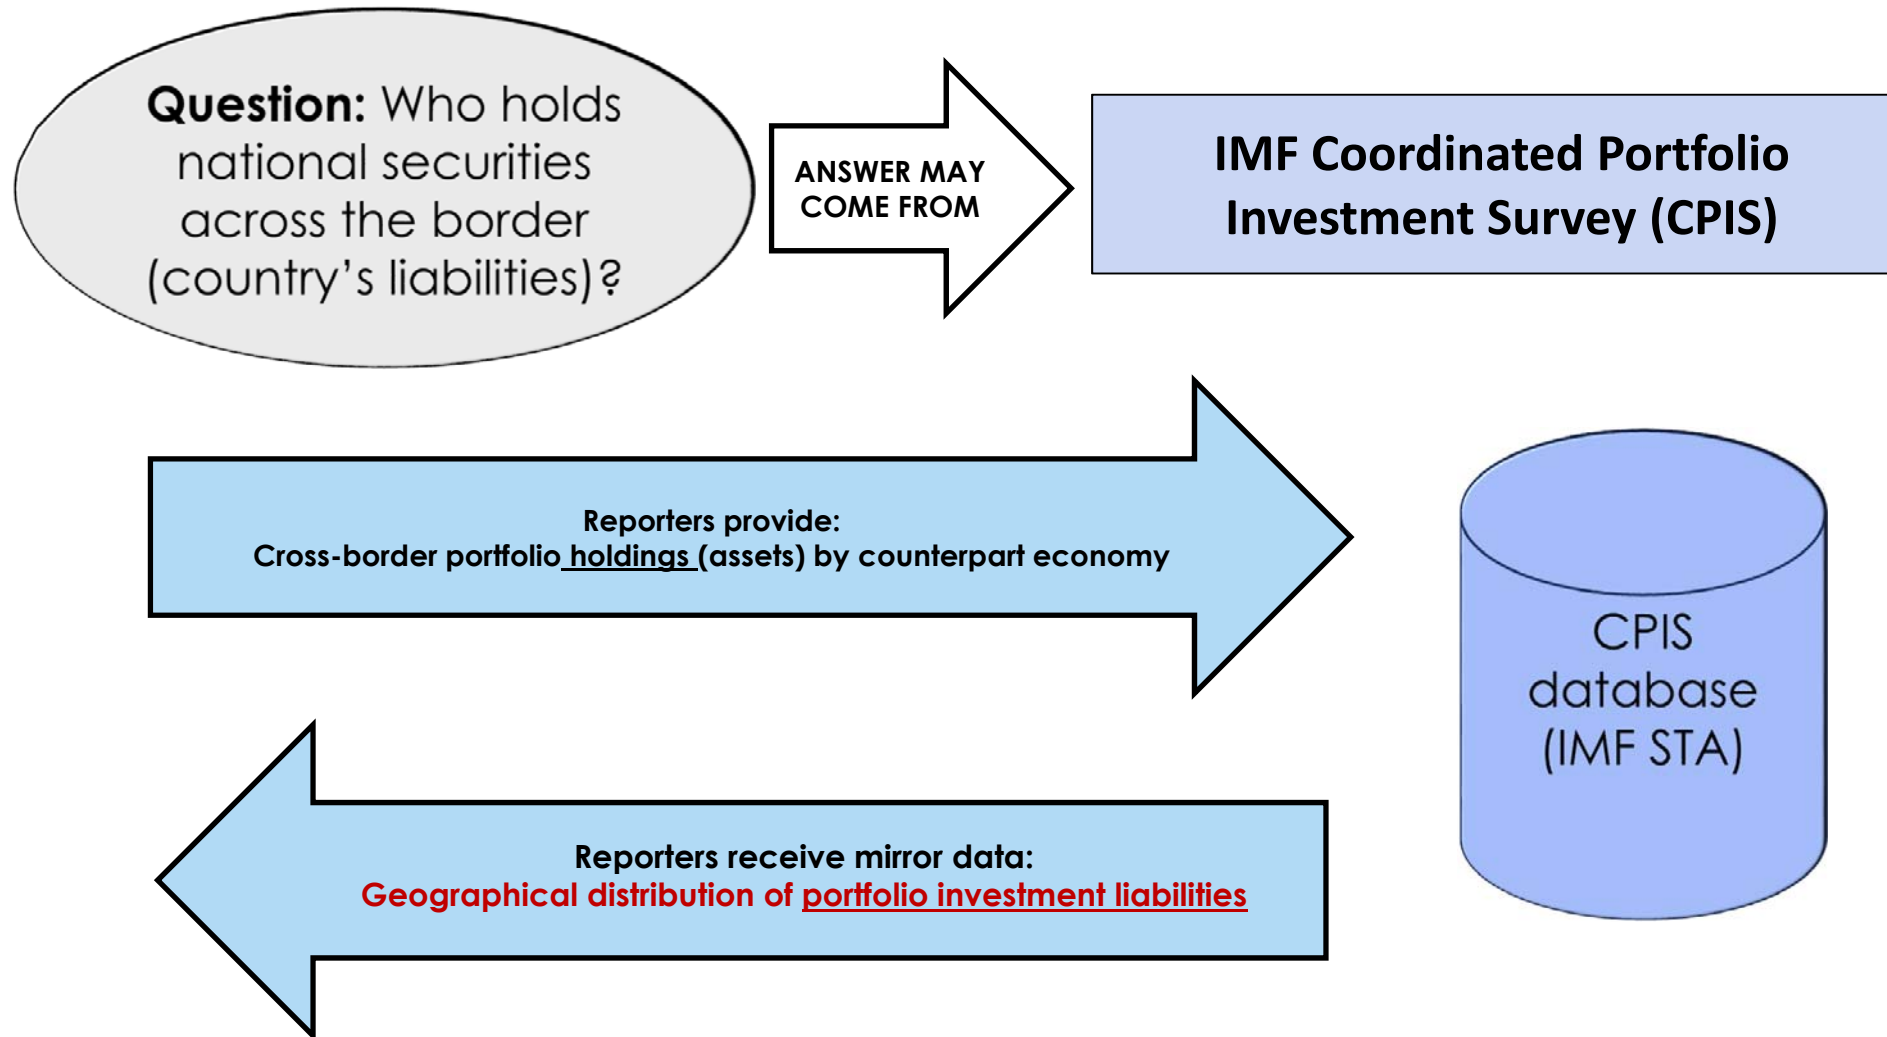 Question: Who holds
national securities
across the border
(country's liabilities)?
ANSWER MAY
COME FROM
IMF Coordinated Portfolio
Investment Survey (CPIS)
Reporters provide:
Cross-border portfolio holdings (assets) by counterpart economy
CPIS
database
(IMF STA)
Reporters receive mirror data:
Geographical distribution of portfolio investment liabilities